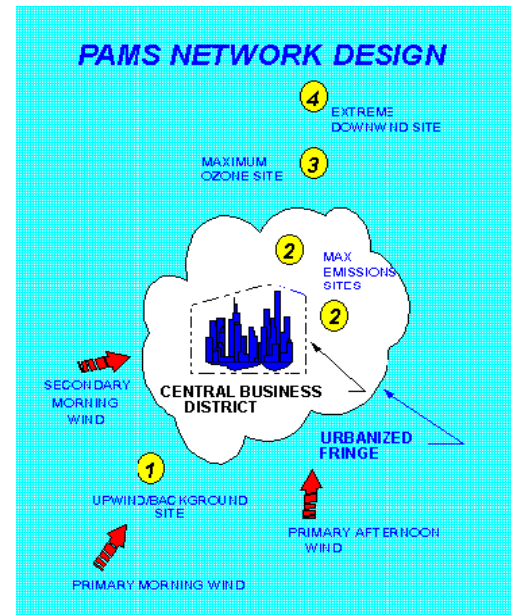 PAMS NETWORK DESIGN
4
EXTREME
DOWNWIND SITE
MAXIMUM
OZONE SITE
3
2
MAX
EMISSIONS
SITES
2
SECONDARY
MORNING
WIND
CENTRAL BUSINESS
DISTRICT
URBANIZED
FRINGE
1
UPWIND/BACKGROUND
SITE
PRIMARY AFTERNOON
WIND
PRIMARY MORNING WIND